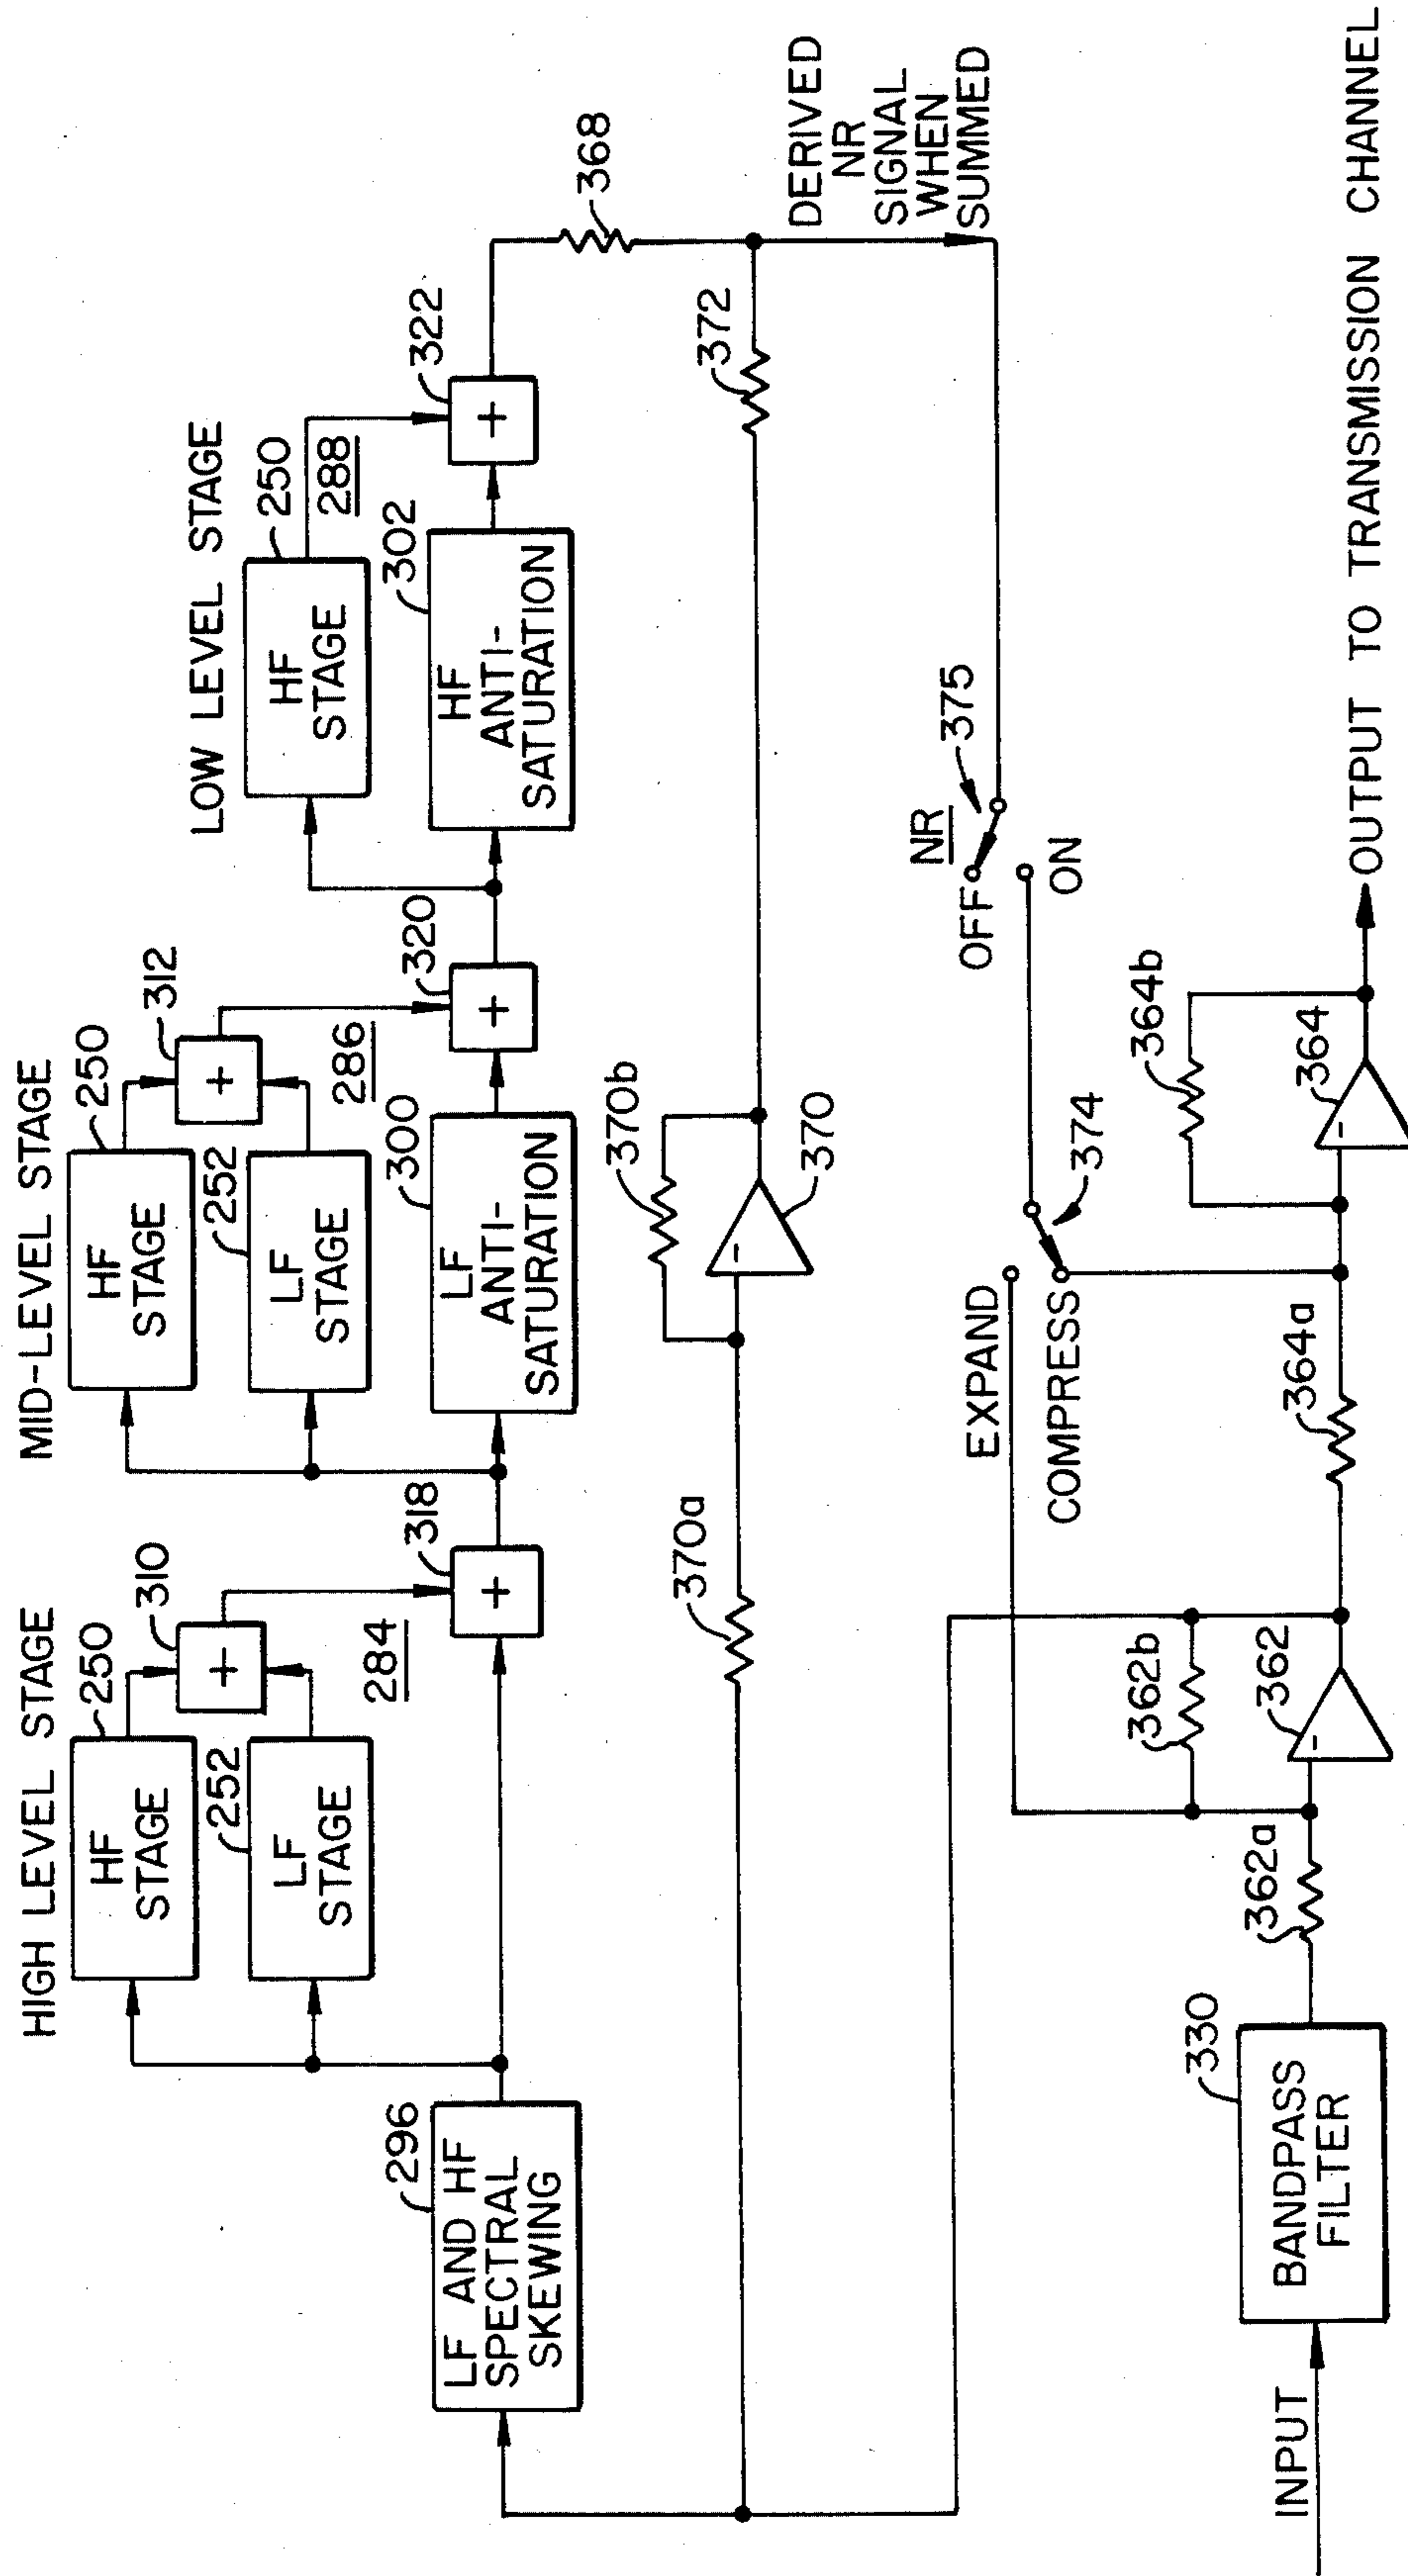 HIGH LEVEL STAGE
MID-LEVEL STAGE
LOW LEVEL STAGE
250
HF
STAGE
310
+
252
LF
STAGE
284
318
+
296
LF AND HF
SPECTRAL
SKEWING
250
HF
STAGE
312
+
252
LF
STAGE
286
320
+
300
LF
ANTI-
SATURATION
250
HF
STAGE
288
322
+
302
HF
ANTI-
SATURATION
368
370a
370b
-
370
372
DERIVED
NR
SIGNAL
WHEN
SUMMED
NR
OFF
ON
375
EXPAND
COMPRESS
374
INPUT
330
BANDPASS
FILTER
362a
362b
-
362
364a
364b
-
364
OUTPUT TO TRANSMISSION CHANNEL